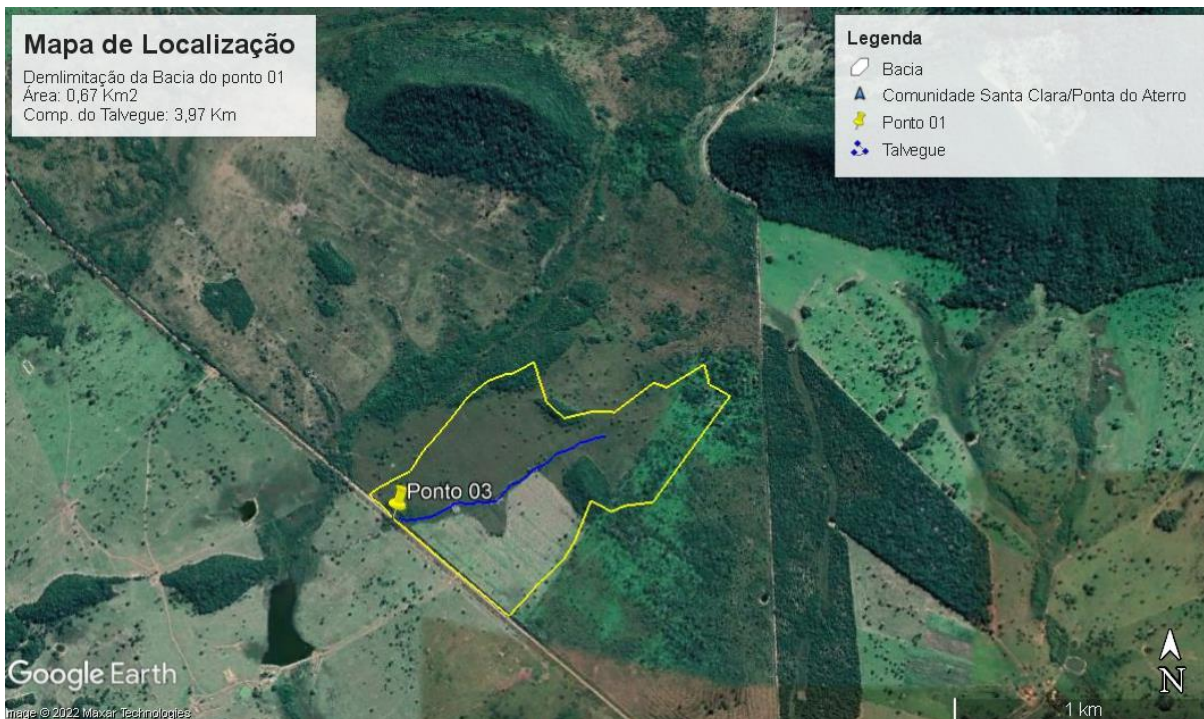 Mapa de Localização
Demlimitação da Bacia do ponto 01
Área: 0,67 Km2
Comp. do Talvegue: 3,97 Km
Legenda
Bacia
Comunidade Santa Clara/Ponta do Aterro
Ponto 01
Talvegue
Ponto 03
Google Earth
Image © 2022 Maxar Technologies
N
1 km